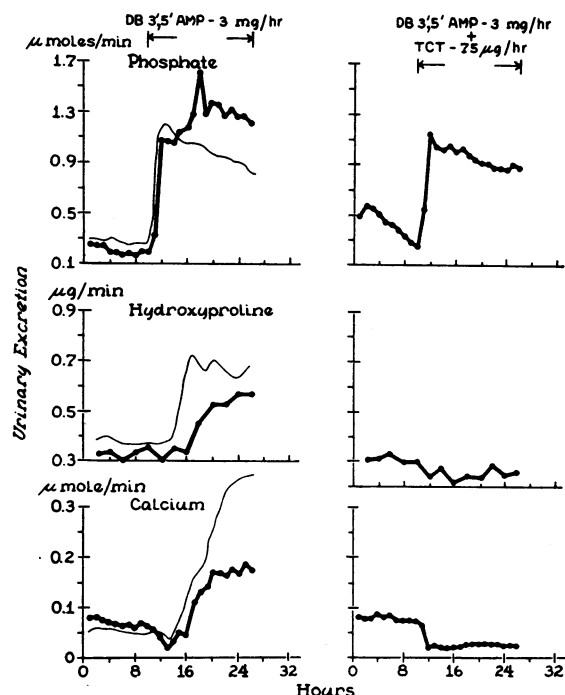 DB 3',5' AMP - 3 mg/hr
μ moles/min
Phosphate
1.7
1.3
0.9
0.5
0.1
DB 3',5' AMP - 3 mg/hr
+
TCT - 75 μg/hr
Urinary Excretion
μg/min
Hydroxyproline
0.9
0.7
0.5
0.3
μ mole/min
Calcium
0.3
0.2
0.1
0
0 8 16 24 32
0 8 16 24 32
Hours